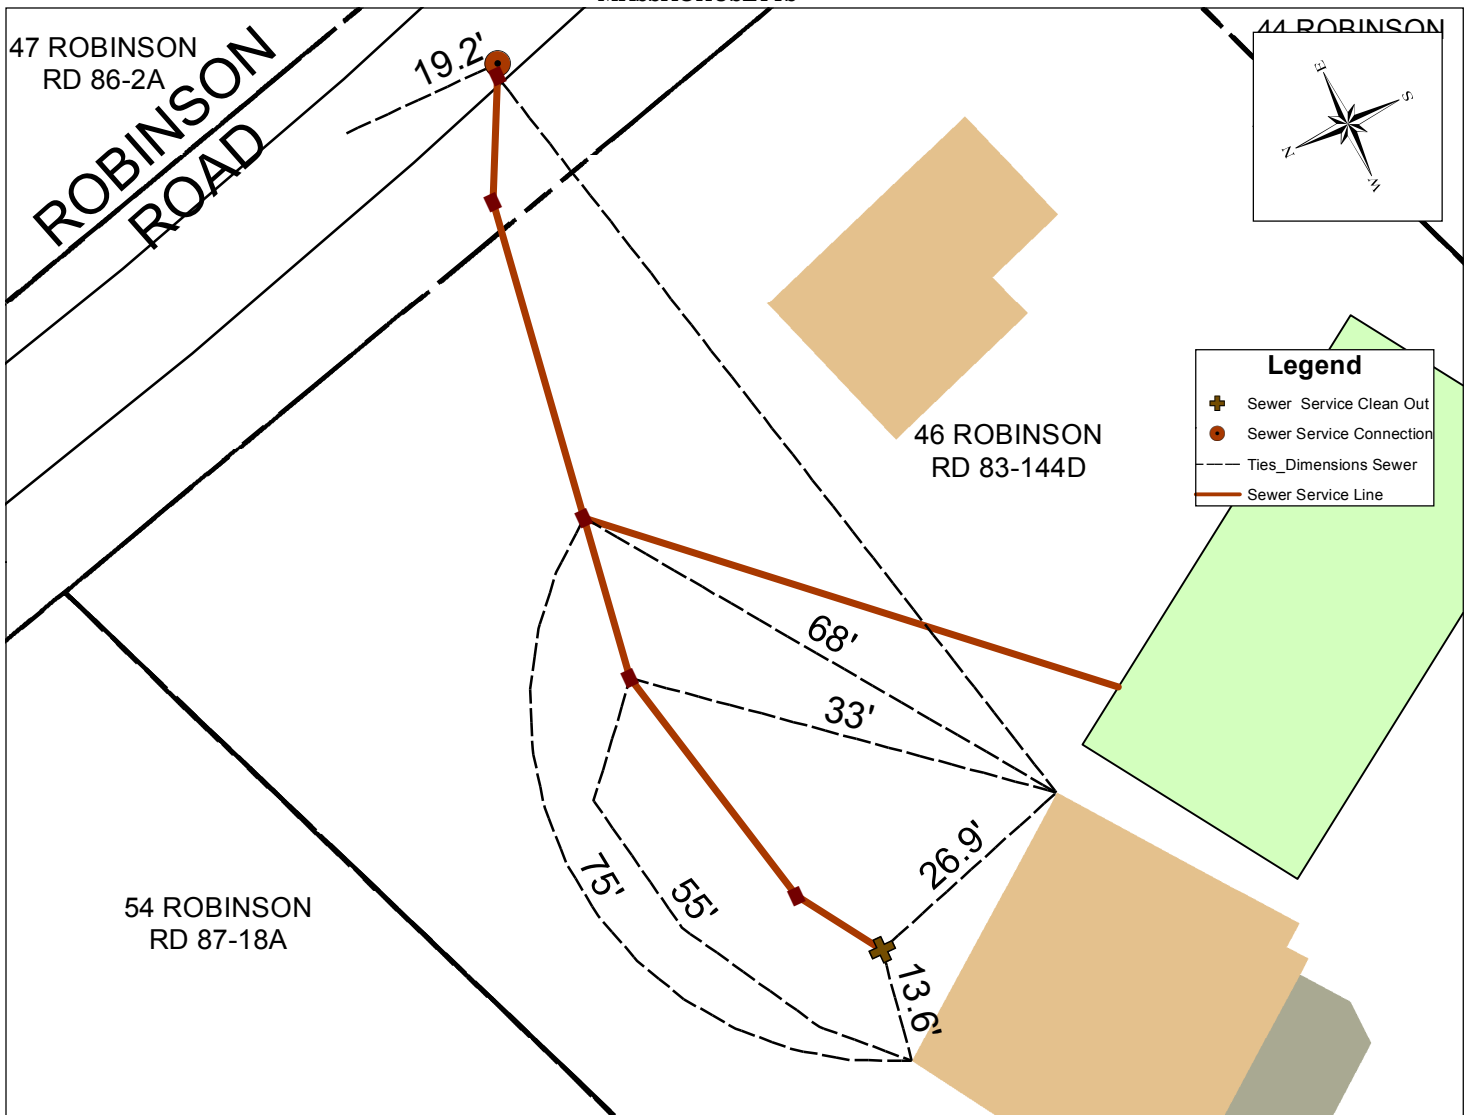 47 ROBINSON
RD 86-2A
ROBINSON
ROAD
19.2'
44 ROBINSON
E
S
N
W
Legend
Sewer Service Clean Out
Sewer Service Connection
Ties_Dimensions Sewer
Sewer Service Line
46 ROBINSON
RD 83-144D
68'
33'
26.9'
75'
55'
13.6'
54 ROBINSON
RD 87-18A